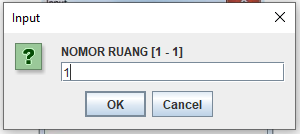 Input
NOMOR RUANG [1 - 1]
1
OK Cancel